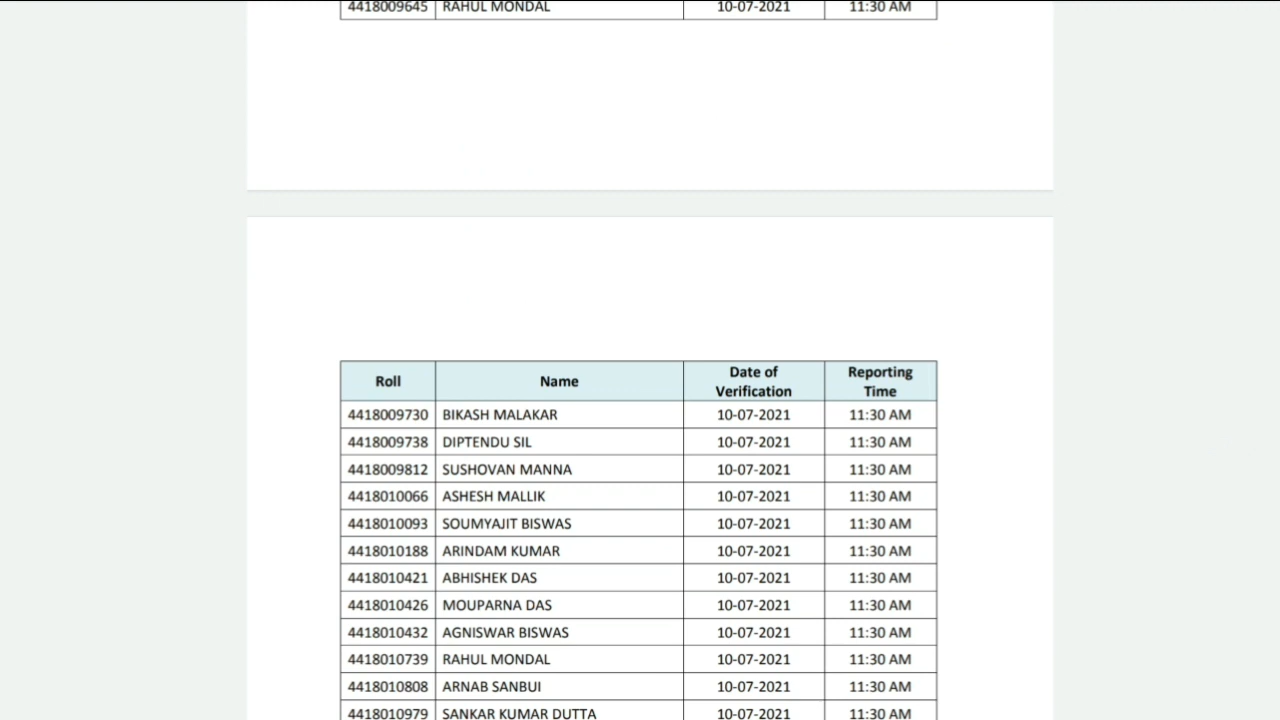 4418009645 RAHUL MONDAL 10-07-2021 11:30 AM
Roll Name Date of Verification Reporting Time
4418009730 BIKASH MALAKAR 10-07-2021 11:30 AM
4418009738 DIPTENDU SIL 10-07-2021 11:30 AM
4418009812 SUSHOVAN MANNA 10-07-2021 11:30 AM
4418010066 ASHESH MALLIK 10-07-2021 11:30 AM
4418010093 SOUMYAJIT BISWAS 10-07-2021 11:30 AM
4418010188 ARINDAM KUMAR 10-07-2021 11:30 AM
4418010421 ABHISHEK DAS 10-07-2021 11:30 AM
4418010426 MOUPARNA DAS 10-07-2021 11:30 AM
4418010432 AGNISWAR BISWAS 10-07-2021 11:30 AM
4418010739 RAHUL MONDAL 10-07-2021 11:30 AM
4418010808 ARNAB SANBUI 10-07-2021 11:30 AM
4418010979 SANKAR KUMAR DUTTA 10-07-2021 11:30 AM